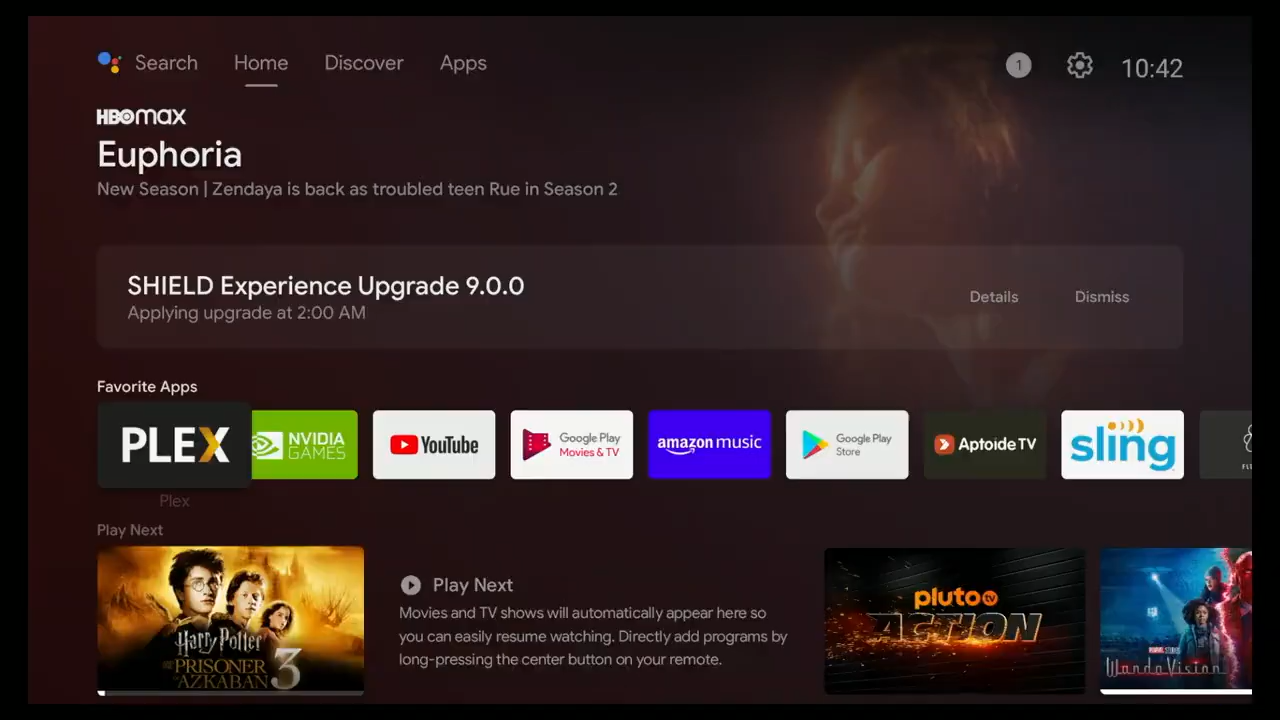 Search Home Discover Apps
1 10:42
HBOmax
Euphoria
New Season | Zendaya is back as troubled teen Rue in Season 2
SHIELD Experience Upgrade 9.0.0
Applying upgrade at 2:00 AM
Details Dismiss
Favorite Apps
PLEX
NVIDIA
GAMES
YouTube
Google Play
Movies & TV
amazon music
Google Play
Store
Aptoide TV
sling
Plex
Play Next
Harry Potter
PRISONER
AZKABAN
3
Play Next
Movies and TV shows will automatically appear here so
you can easily resume watching. Directly add programs by
long-pressing the center button on your remote.
pluto tv
ACTION
MARVEL STUDIOS
WandaVision